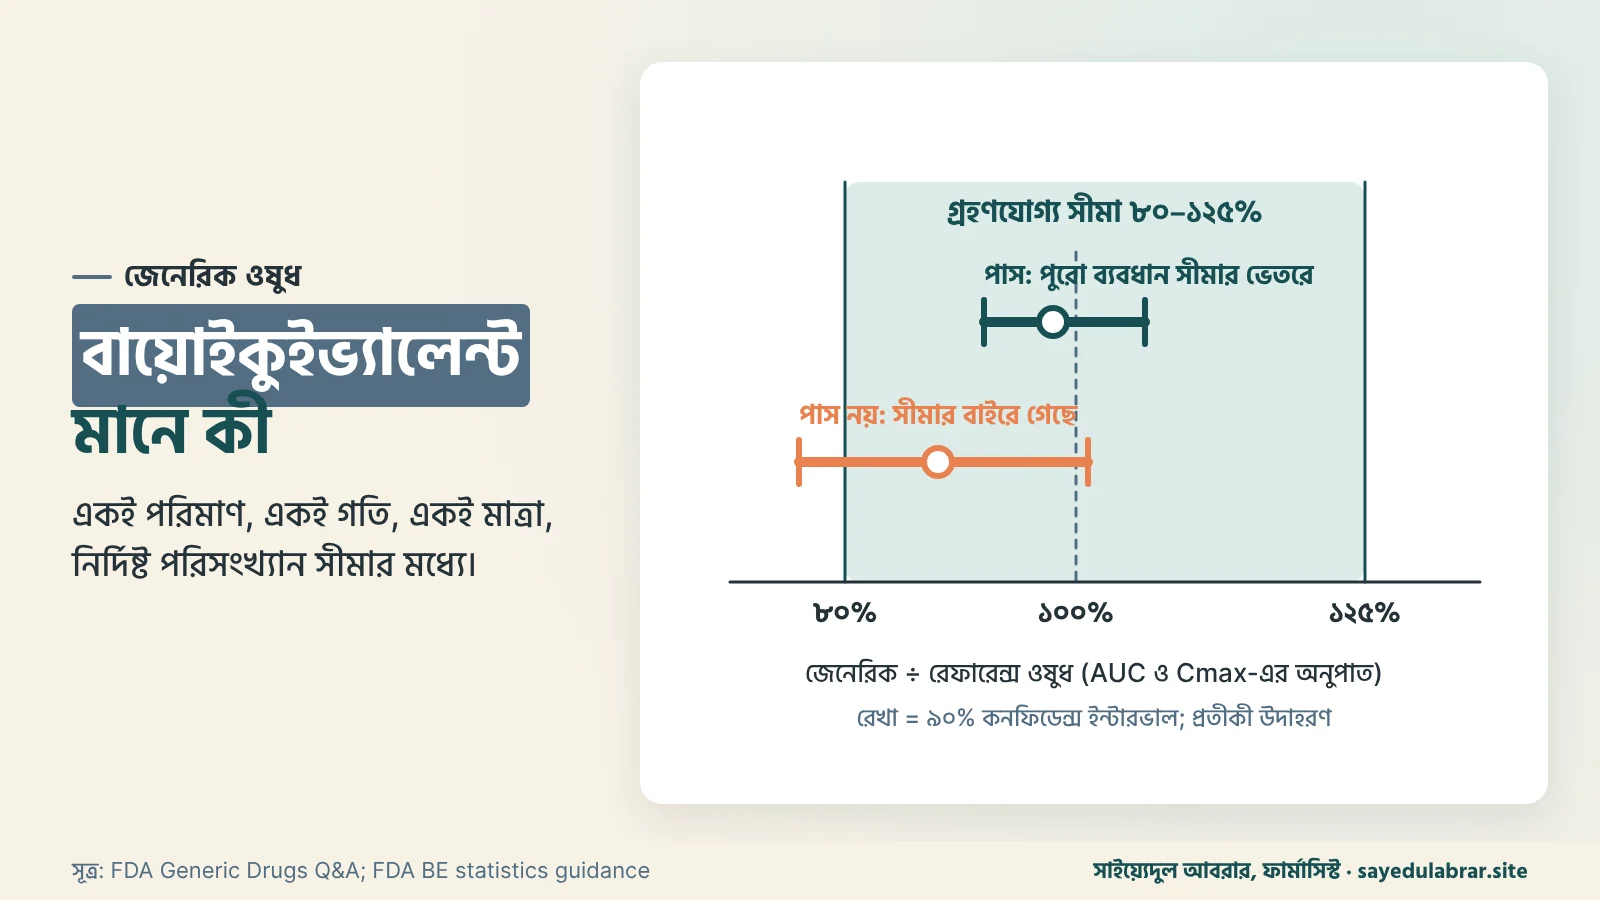 জেনেরিক ওষুধ
বায়োইকুইভ্যালেন্ট
মানে কী
একই পরিমাণ, একই গতি, একই মাত্রা,
নির্দিষ্ট পরিসংখ্যান সীমার মধ্যে।
গ্রহণযোগ্য সীমা ৮০–১২৫%
পাস: পুরো ব্যবধান সীমার ভেতরে
পাস নয়: সীমার বাইরে গেছে
৮০%
১০০%
১২৫%
জেনেরিক ÷ রেফারেন্স ওষুধ (AUC ও Cmax-এর অনুপাত)
রেখা = ৯০% কনফিডেন্স ইন্টারভাল; প্রতীকী উদাহরণ
সূত্র: FDA Generic Drugs Q&A; FDA BE statistics guidance
সাইয়্যেদুল আবরার, ফার্মাসিস্ট · sayedulabrar.site